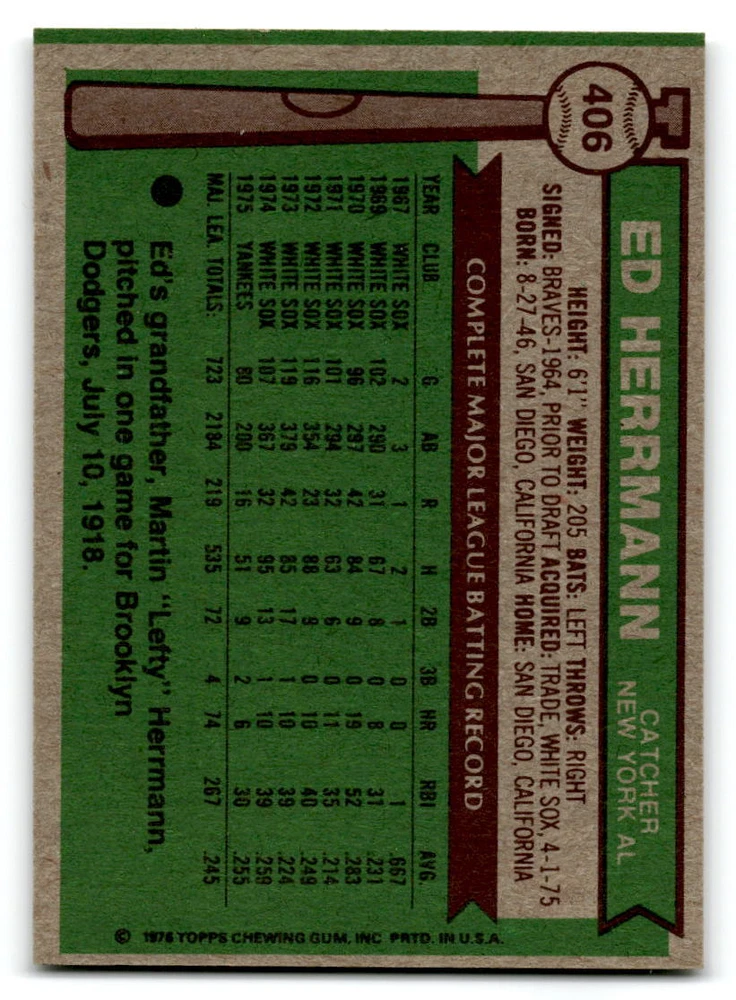 406
ED HERRMANN
CATCHER
NEW YORK AL
HEIGHT: 6'1" WEIGHT: 205 BATS: LEFT THROWS: RIGHT
SIGNED: BRAVES-1964, PRIOR TO DRAFT ACQUIRED: TRADE, WHITE SOX, 4-1-75
BORN: 8-27-46, SAN DIEGO, CALIFORNIA HOME: SAN DIEGO, CALIFORNIA
COMPLETE MAJOR LEAGUE BATTING RECORD
YEAR CLUB G AB R H 2B 3B HR RBI AVG.
1967 WHITE SOX 2 3 1 2 1 0 0 1 .667
1969 WHITE SOX 102 290 31 67 8 0 8 31 .231
1970 WHITE SOX 96 297 42 84 9 0 19 52 .283
1971 WHITE SOX 101 294 32 63 6 0 11 35 .214
1972 WHITE SOX 116 354 23 88 9 0 10 40 .249
1973 WHITE SOX 119 379 42 85 17 1 10 39 .224
1974 WHITE SOX 107 367 32 95 13 1 10 39 .259
1975 YANKEES 80 200 16 51 9 2 6 30 .255
MAJ. LEA. TOTALS: 723 2184 219 535 72 4 74 267 .245
Ed's grandfather, Martin "Lefty" Herrmann,
pitched in one game for Brooklyn
Dodgers, July 10, 1918.
© 1976 TOPPS CHEWING GUM, INC PRTD. IN U.S.A.